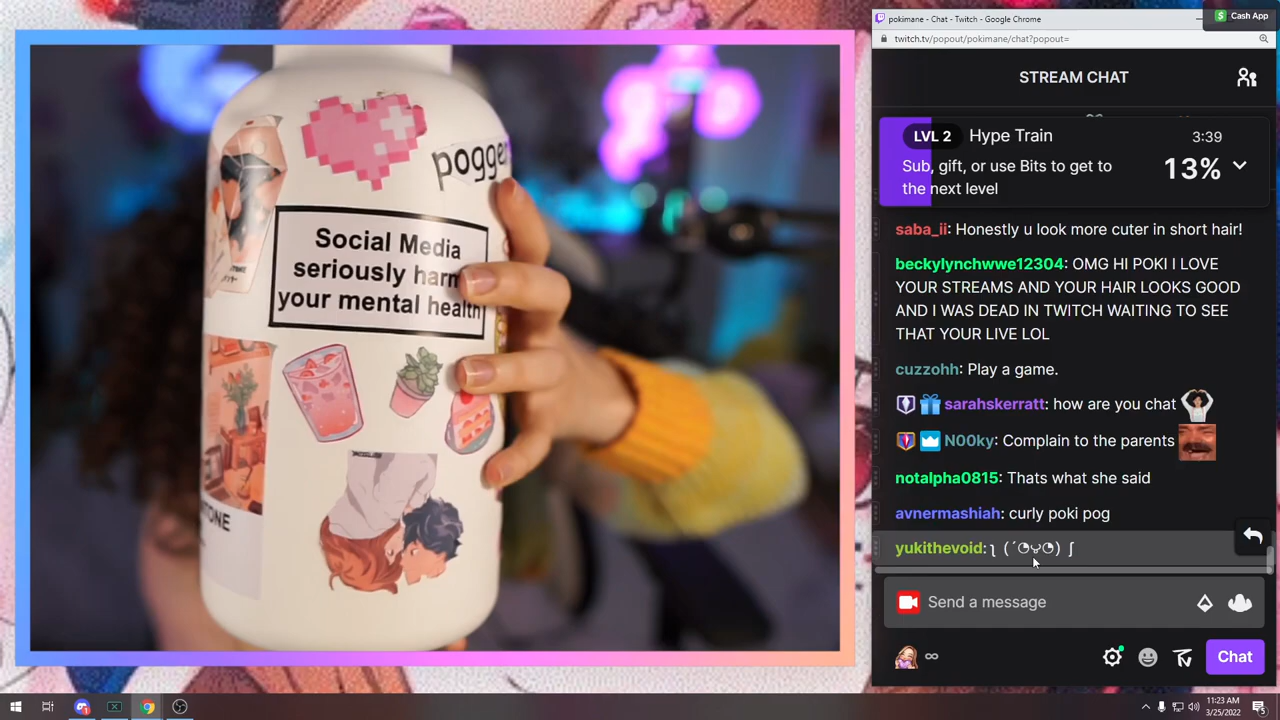 pogger
Social Media
seriously harm
your mental health
TONE
pokimane - Chat - Twitch - Google Chrome
Cash App
twitch.tv/popout/pokimane/chat?popout=
STREAM CHAT
LVL 2 Hype Train 3:39
Sub, gift, or use Bits to get to
the next level
13%
saba_ii: Honestly u look more cuter in short hair!
beckylynchwwe12304: OMG HI POKI I LOVE
YOUR STREAMS AND YOUR HAIR LOOKS GOOD
AND I WAS DEAD IN TWITCH WAITING TO SEE
THAT YOUR LIVE LOL
cuzzohh: Play a game.
sarahskerratt: how are you chat
N00ky: Complain to the parents
notalpha0815: Thats what she said
avnermashiah: curly poki pog
yukithevoid: ʅ (´◔౪◔) ʃ
Send a message
∞
Chat
11:23 AM
3/25/2022
5